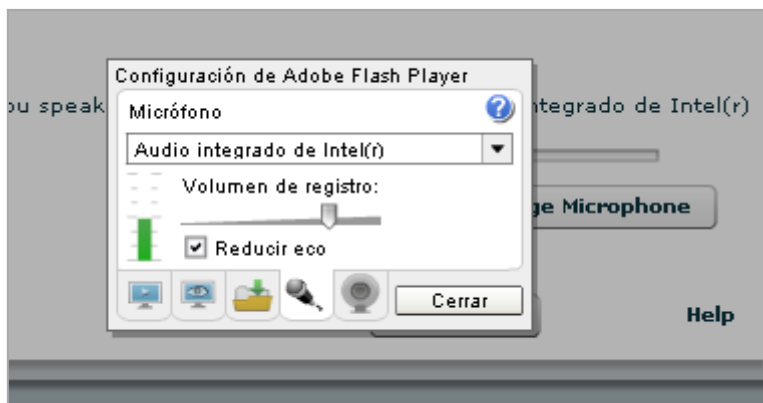 Configuración de Adobe Flash Player
ou speak
ntegrado de Intel(r)
Micrófono
Audio integrado de Intel(r)
Volumen de registro:
ge Microphone
Reducir eco
Cerrar
Help